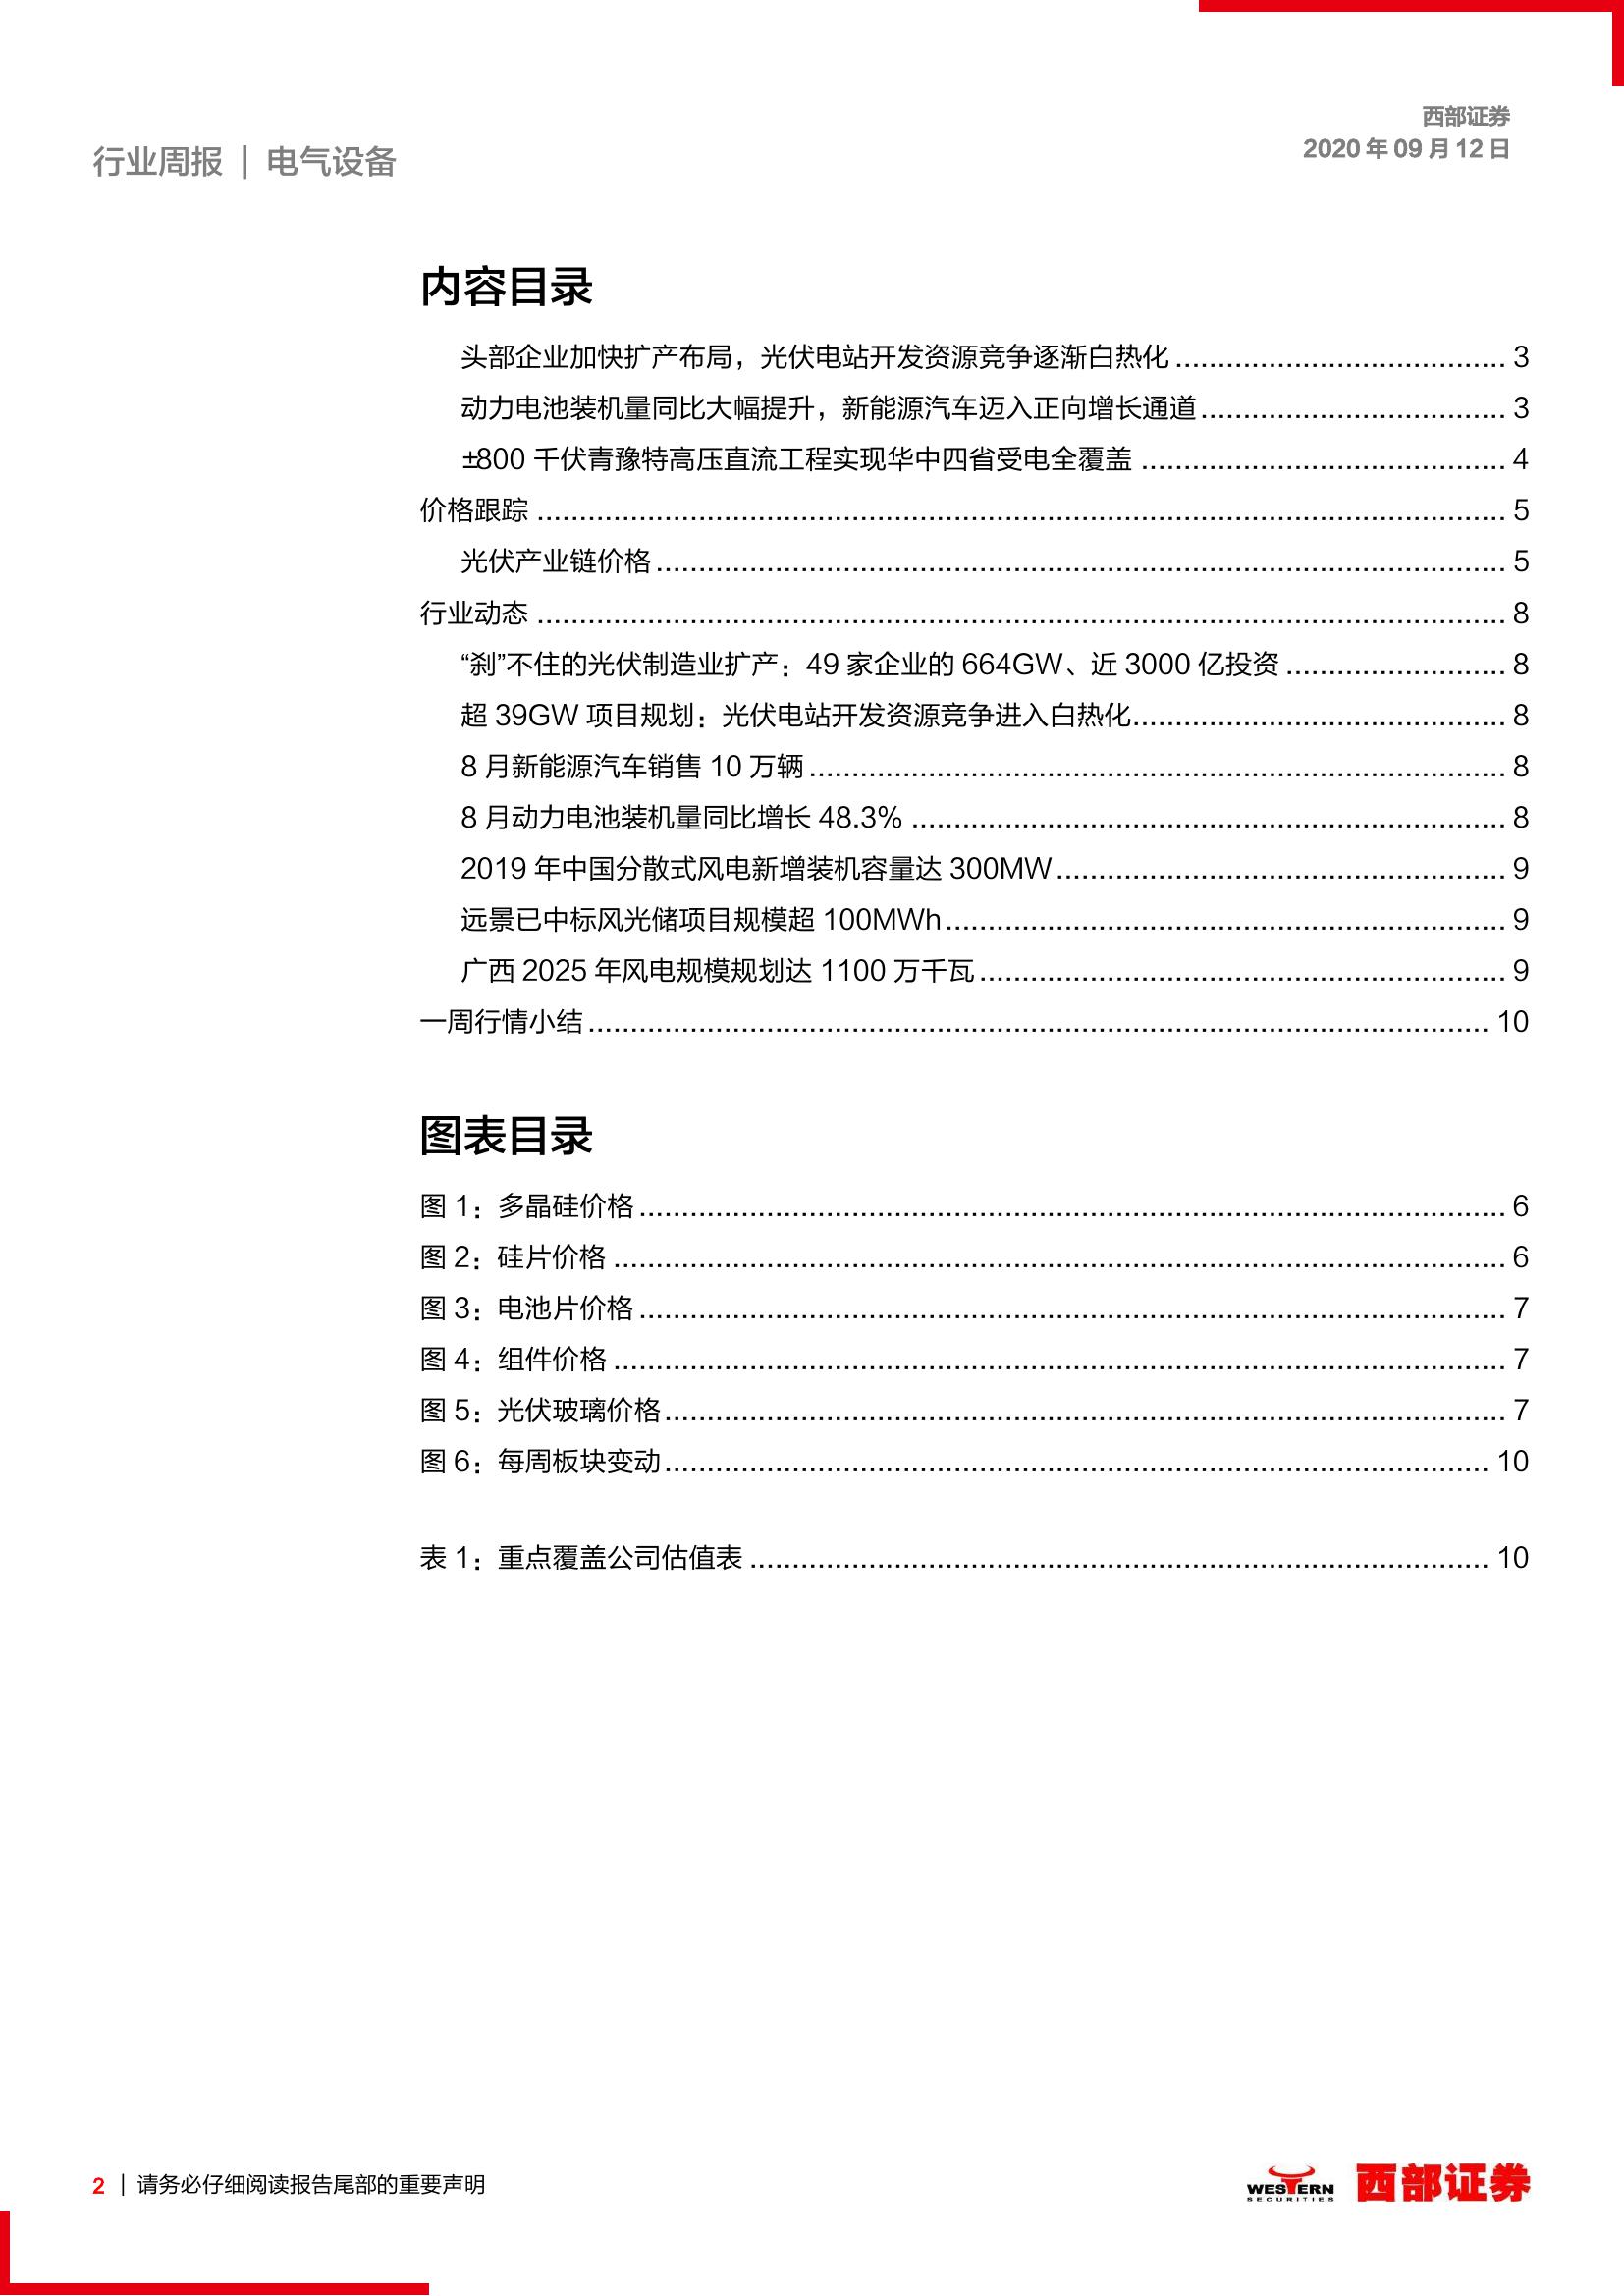 西部证券
2020 年 09 月 12 日
行业周报 | 电气设备
内容目录
头部企业加快扩产布局，光伏电站开发资源竞争逐渐白热化 ....................................... 3
动力电池装机量同比大幅提升，新能源汽车迈入正向增长通道.................................... 3
±800 千伏青豫特高压直流工程实现华中四省受电全覆盖 ........................................... 4
价格跟踪 .................................................................................................................. 5
光伏产业链价格.................................................................................................... 5
行业动态 .................................................................................................................. 8
“刹”不住的光伏制造业扩产：49 家企业的 664GW、近 3000 亿投资 .......................... 8
超 39GW 项目规划：光伏电站开发资源竞争进入白热化............................................ 8
8 月新能源汽车销售 10 万辆 .................................................................................. 8
8 月动力电池装机量同比增长 48.3% ...................................................................... 8
2019 年中国分散式风电新增装机容量达 300MW..................................................... 9
远景已中标风光储项目规模超 100MWh.................................................................. 9
广西 2025 年风电规模规划达 1100 万千瓦.............................................................. 9
一周行情小结.......................................................................................................... 10
图表目录
图 1：多晶硅价格...................................................................................................... 6
图 2：硅片价格 ......................................................................................................... 6
图 3：电池片价格...................................................................................................... 7
图 4：组件价格 ......................................................................................................... 7
图 5：光伏玻璃价格................................................................................................... 7
图 6：每周板块变动................................................................................................. 10
表 1：重点覆盖公司估值表 ....................................................................................... 10
2 | 请务必仔细阅读报告尾部的重要声明
WESTERN
SECURITIES
西部证券